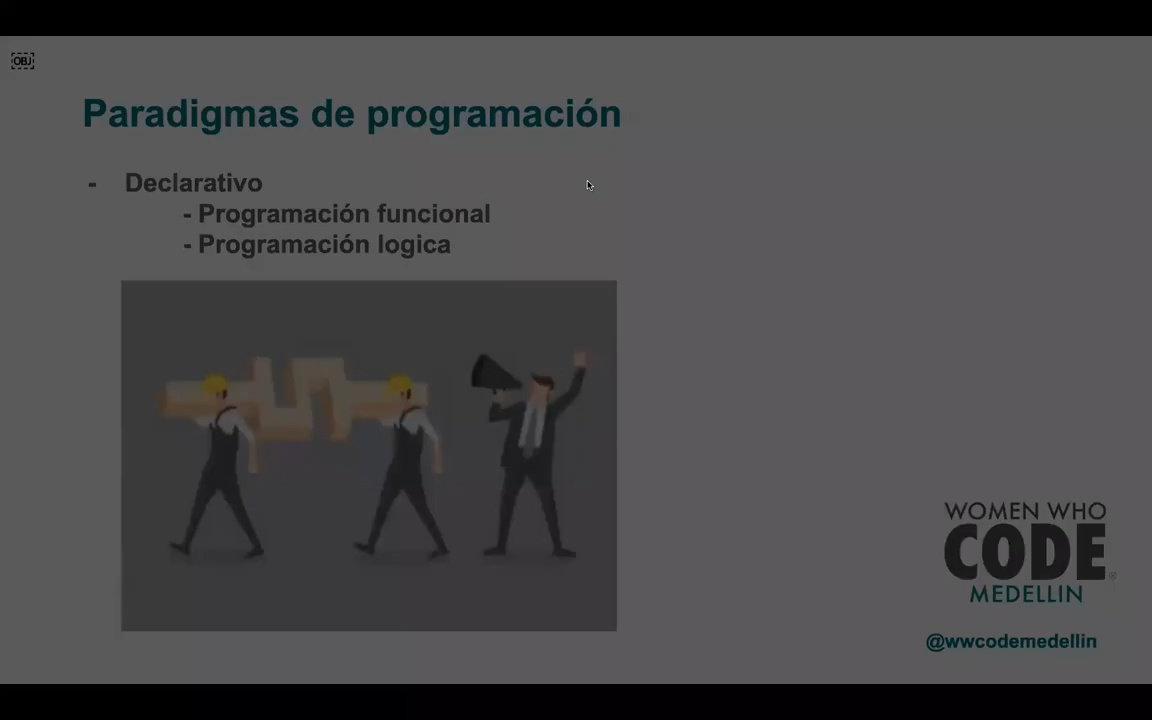 OBJ
Paradigmas de programación
- Declarativo
- Programación funcional
- Programación logica
WOMEN WHO
CODE
®
MEDELLIN
@wwcodemedellin